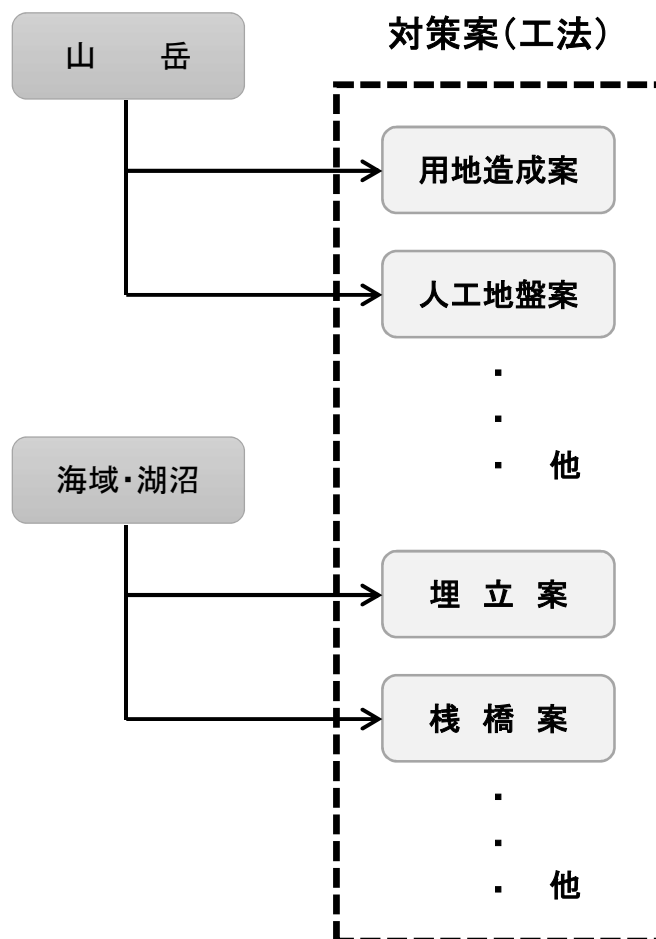 対策案（工法）
山　　岳
用地造成案
人工地盤案
・
・
・　他
海域・湖沼
埋　立　案
桟　橋　案
・
・
・　他